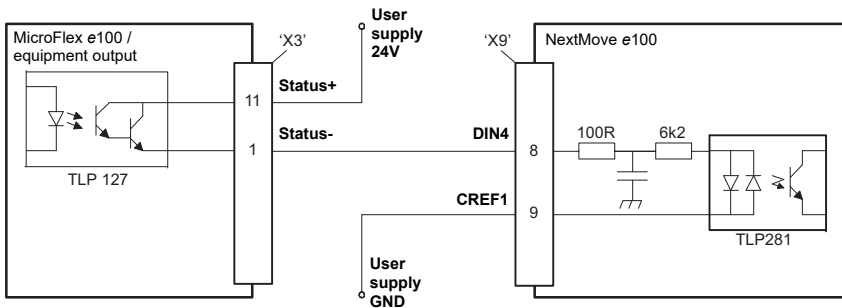 MicroFlex e100 /
equipment output
TLP 127
'X3'
11
1
Status+
Status-
User
supply
24V
DIN4
CREF1
User
supply
GND
'X9'
8
9
NextMove e100
100R
6k2
TLP281